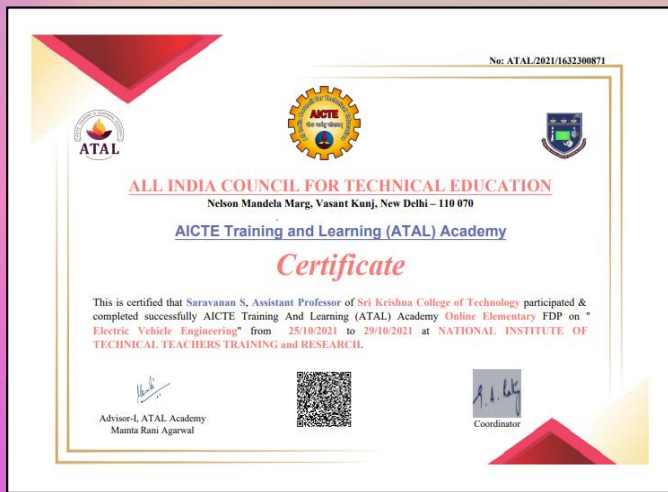 No: ATAL/2021/1632300871
AICTE
ATAL
ALL INDIA COUNCIL FOR TECHNICAL EDUCATION
Nelson Mandela Marg, Vasant Kunj, New Delhi – 110 070
AICTE Training and Learning (ATAL) Academy
Certificate
This is certified that Saravanan S, Assistant Professor of Sri Krishna College of Technology participated &
completed successfully AICTE Training And Learning (ATAL) Academy Online Elementary FDP on "
Electric Vehicle Engineering" from 25/10/2021 to 29/10/2021 at NATIONAL INSTITUTE OF
TECHNICAL TEACHERS TRAINING and RESEARCH.
Advisor-I, ATAL Academy
Mamta Rani Agarwal
Coordinator